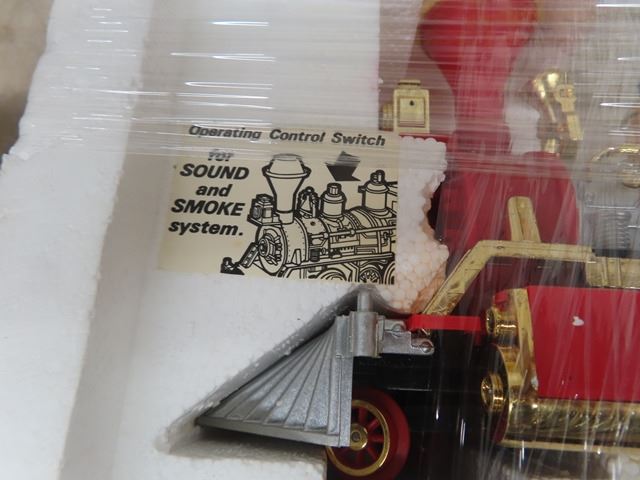 Operating Control Switch
for
SOUND
and
SMOKE
system.